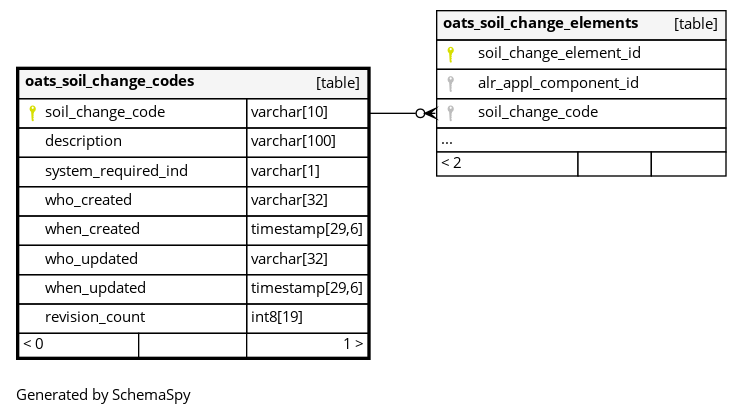 oats_soil_change_codes [table]
soil_change_code varchar[10]
description varchar[100]
system_required_ind varchar[1]
who_created varchar[32]
when_created timestamp[29,6]
who_updated varchar[32]
when_updated timestamp[29,6]
revision_count int8[19]
< 0 1 >
oats_soil_change_elements [table]
soil_change_element_id
alr_appl_component_id
soil_change_code
...
< 2
Generated by SchemaSpy